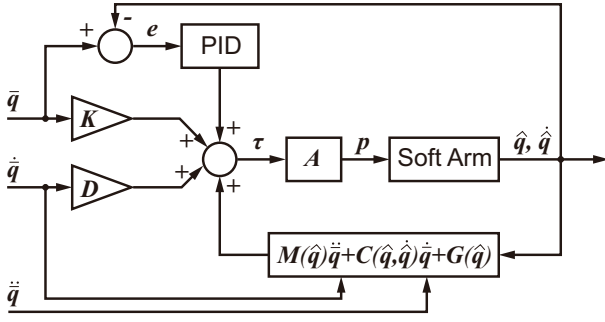 -
+ e PID
q̄ K + +
τ A p Soft Arm q̂, q̂̇
q̄̇ D + +
M(q̂)q̄̈+C(q̂,q̂̇)q̄̇+G(q̂)
q̄̈